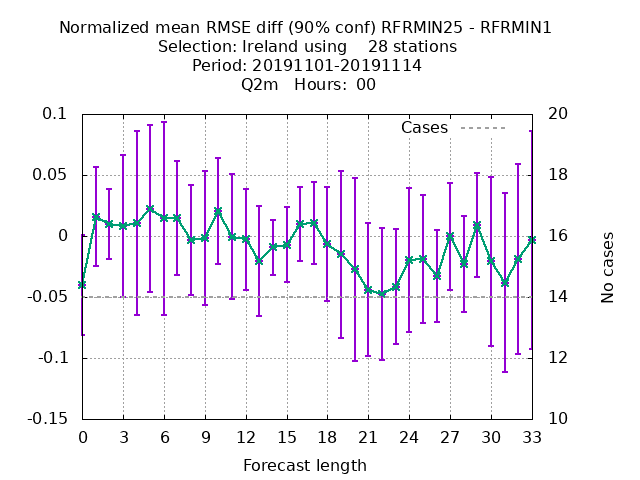 Normalized mean RMSE diff (90% conf) RFRMIN25 - RFRMIN1
Selection: Ireland using    28 stations
Period: 20191101-20191114
Q2m   Hours:  00
0.1
0.05
0
-0.05
-0.1
-0.15
Cases
20
18
16
14
12
10
No cases
0 3 6 9 12 15 18 21 24 27 30 33
Forecast length